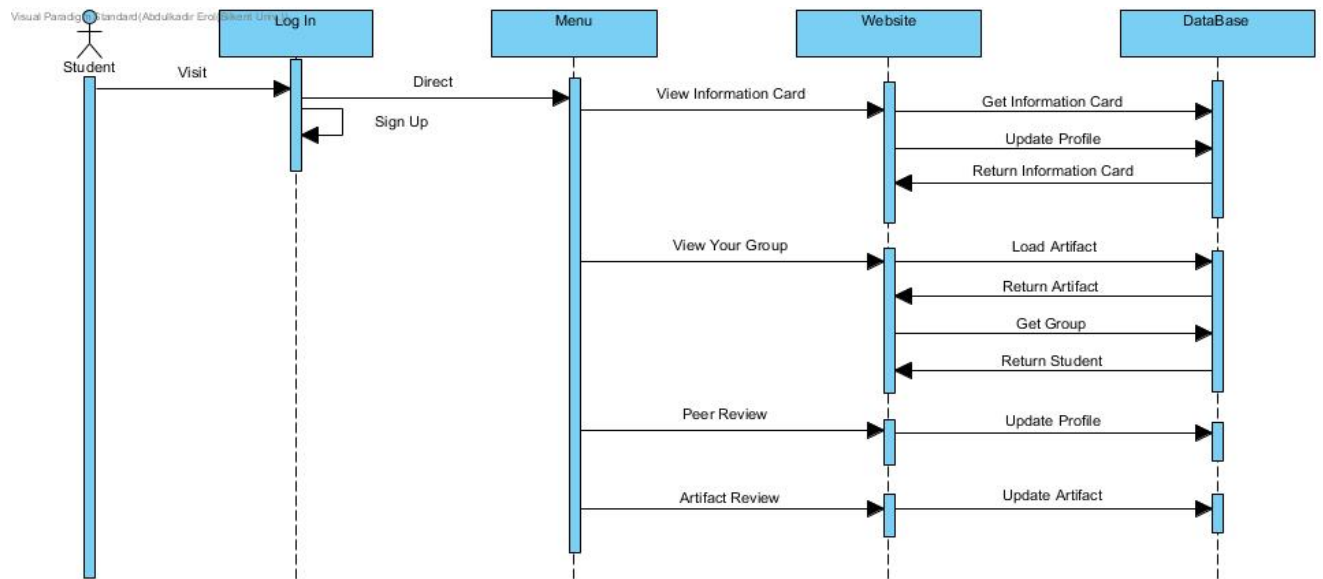 Visual Paradigm Standard(Abdulkadir Erol(Bilkent Univ.))
Log In
Menu
Website
DataBase
Student
Visit
Direct
View Information Card
Get Information Card
Sign Up
Update Profile
Return Information Card
View Your Group
Load Artifact
Return Artifact
Get Group
Return Student
Peer Review
Update Profile
Artifact Review
Update Artifact